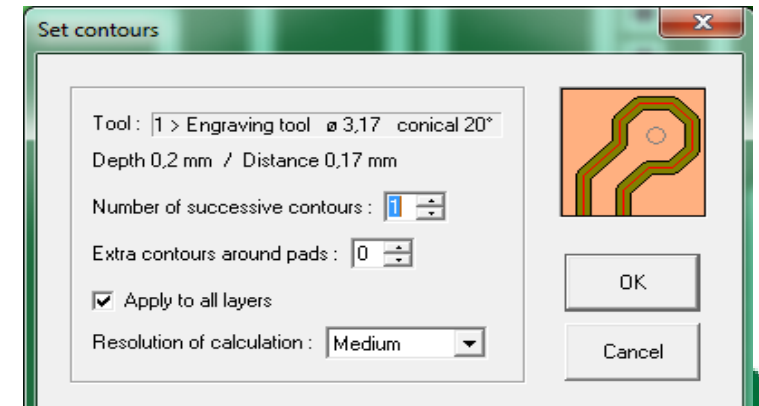 Set contours
Tool : 1 > Engraving tool ø 3,17 conical 20°
Depth 0,2 mm / Distance 0,17 mm
Number of successive contours : 1
Extra contours around pads : 0
Apply to all layers
Resolution of calculation : Medium
OK
Cancel